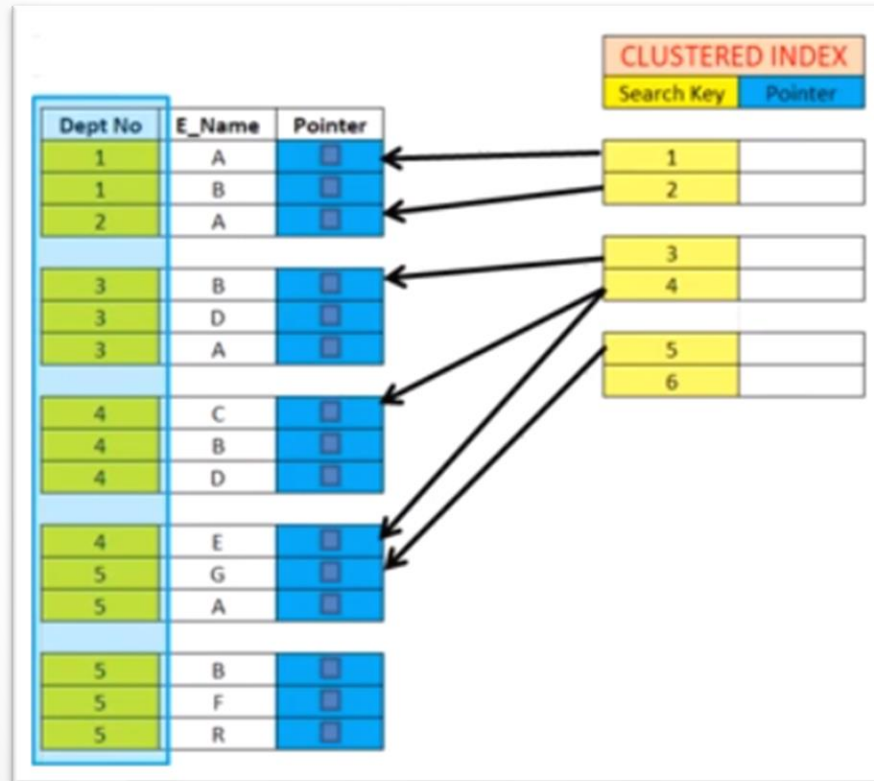 CLUSTERED INDEX
Search Key Pointer
Dept No E_Name Pointer
1 A
1 B
2 A
3 B
3 D
3 A
4 C
4 B
4 D
4 E
5 G
5 A
5 B
5 F
5 R
1
2
3
4
5
6